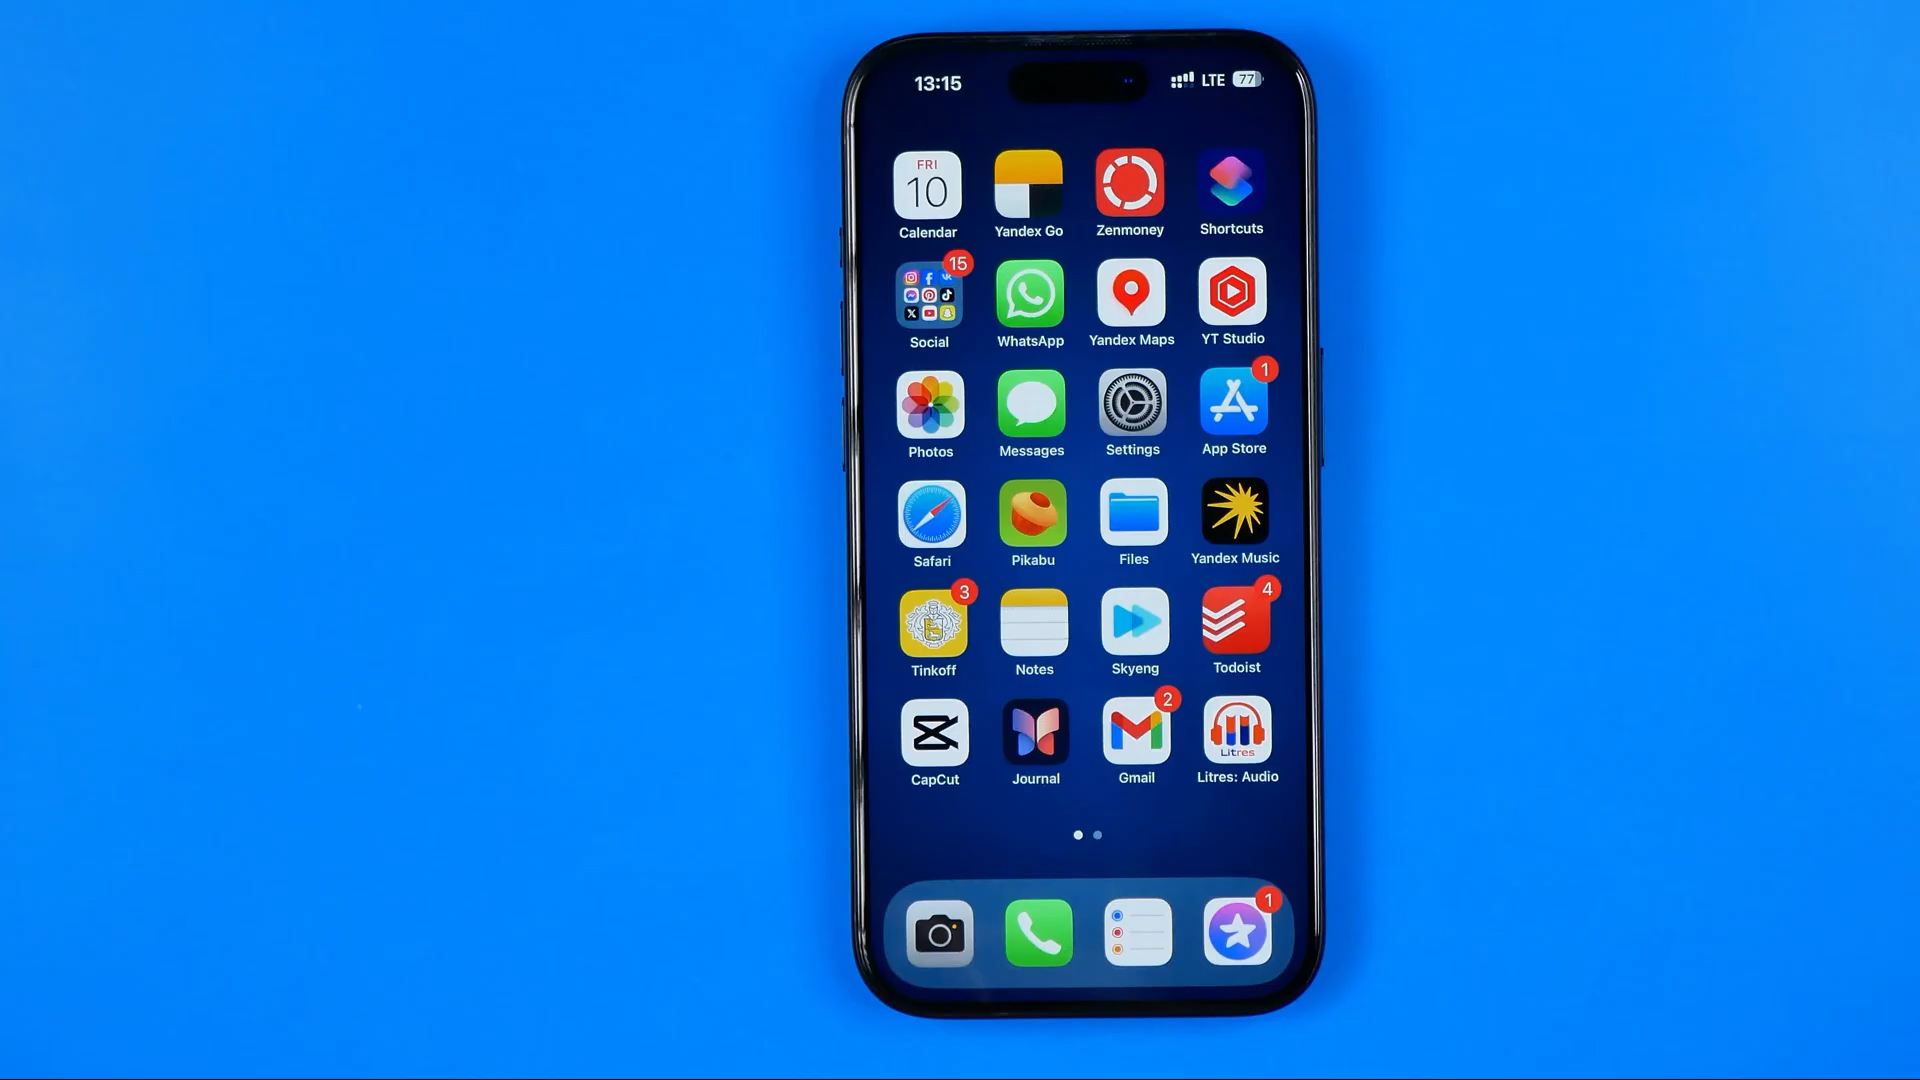 13:15 LTE 77
FRI
10
Calendar Yandex Go Zenmoney Shortcuts
15
Social WhatsApp Yandex Maps YT Studio
1
Photos Messages Settings App Store
Safari Pikabu Files Yandex Music
3 4
Tinkoff Notes Skyeng Todoist
2
Litres
CapCut Journal Gmail Litres: Audio
1